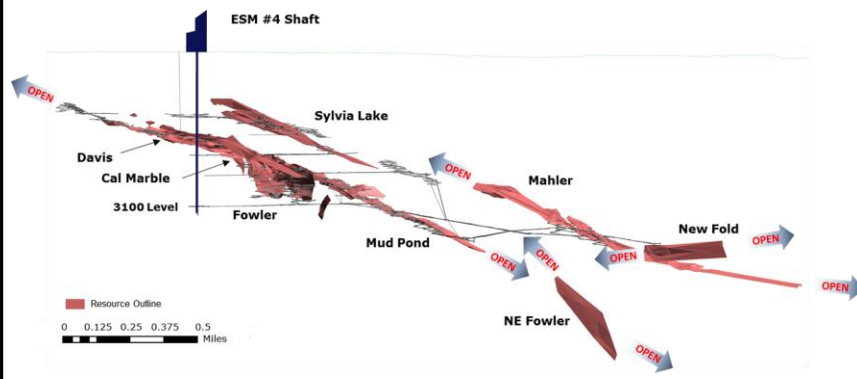 ESM #4 Shaft
OPEN
Sylvia Lake
Davis
Cal Marble
3100 Level
Fowler
OPEN
Mahler
New Fold
OPEN
Mud Pond
OPEN
OPEN
OPEN
OPEN
NE Fowler
OPEN
Resource Outline
0 0.125 0.25 0.375 0.5
Miles